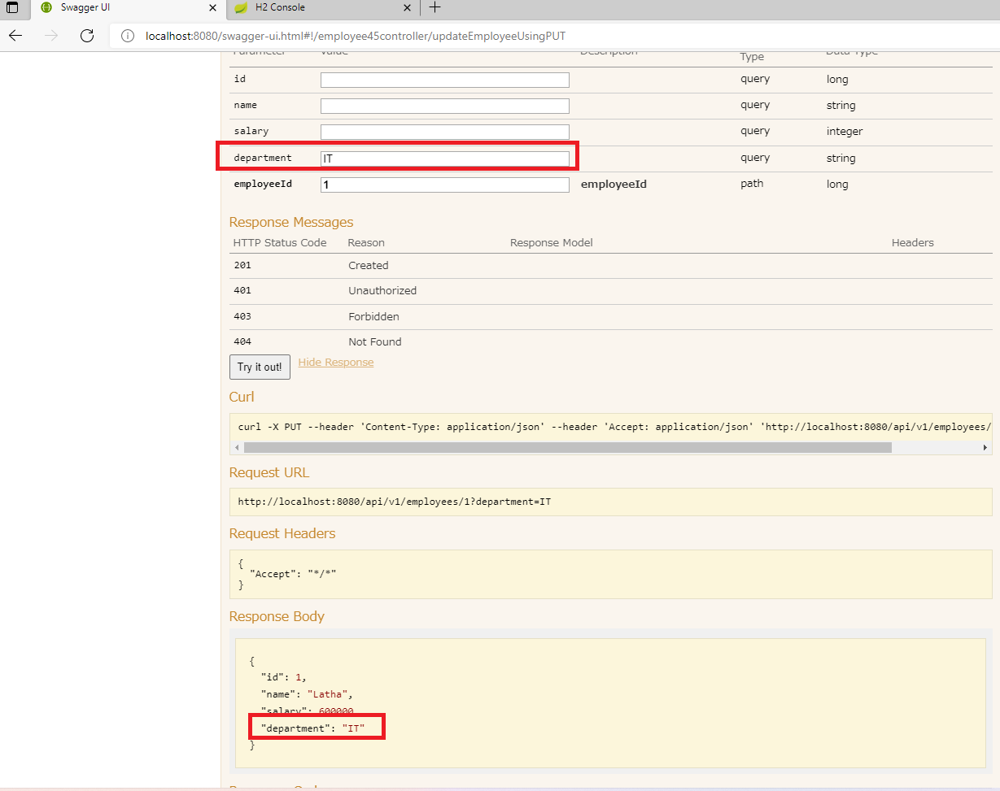 Swagger UI
H2 Console
localhost:8080/swagger-ui.html#!/employee45controller/updateEmployeeUsingPUT
Parameter Value Description Type Data Type
id query long
name query string
salary query integer
department IT query string
employeeId 1 employeeId path long
Response Messages
HTTP Status Code Reason Response Model Headers
201 Created
401 Unauthorized
403 Forbidden
404 Not Found
Try it out! Hide Response
Curl
curl -X PUT --header 'Content-Type: application/json' --header 'Accept: application/json' 'http://localhost:8080/api/v1/employees/
Request URL
http://localhost:8080/api/v1/employees/1?department=IT
Request Headers
{
"Accept": "*/*"
}
Response Body
{
"id": 1,
"name": "Latha",
"salary": 600000,
"department": "IT"
}